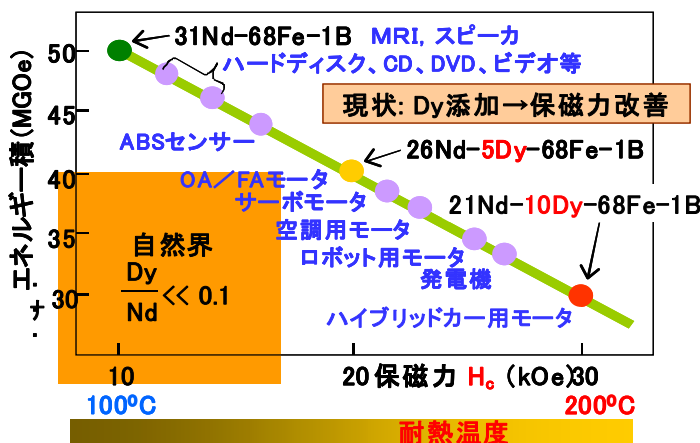 31Nd-68Fe-1B MRI, スピーカ
ハードディスク、CD、DVD、ビデオ等
現状: Dy添加→保磁力改善
ABSセンサー
26Nd-5Dy-68Fe-1B
OA／FAモータ
サーボモータ
21Nd-10Dy-68Fe-1B
空調用モータ
ロボット用モータ
発電機
ハイブリッドカー用モータ
自然界
Dy
Nd
<< 0.1
エネルギー積(MGOe)
50
45
40
35
30
10
20 保磁力 Hc (kOe) 30
100ºC
200ºC
耐熱温度